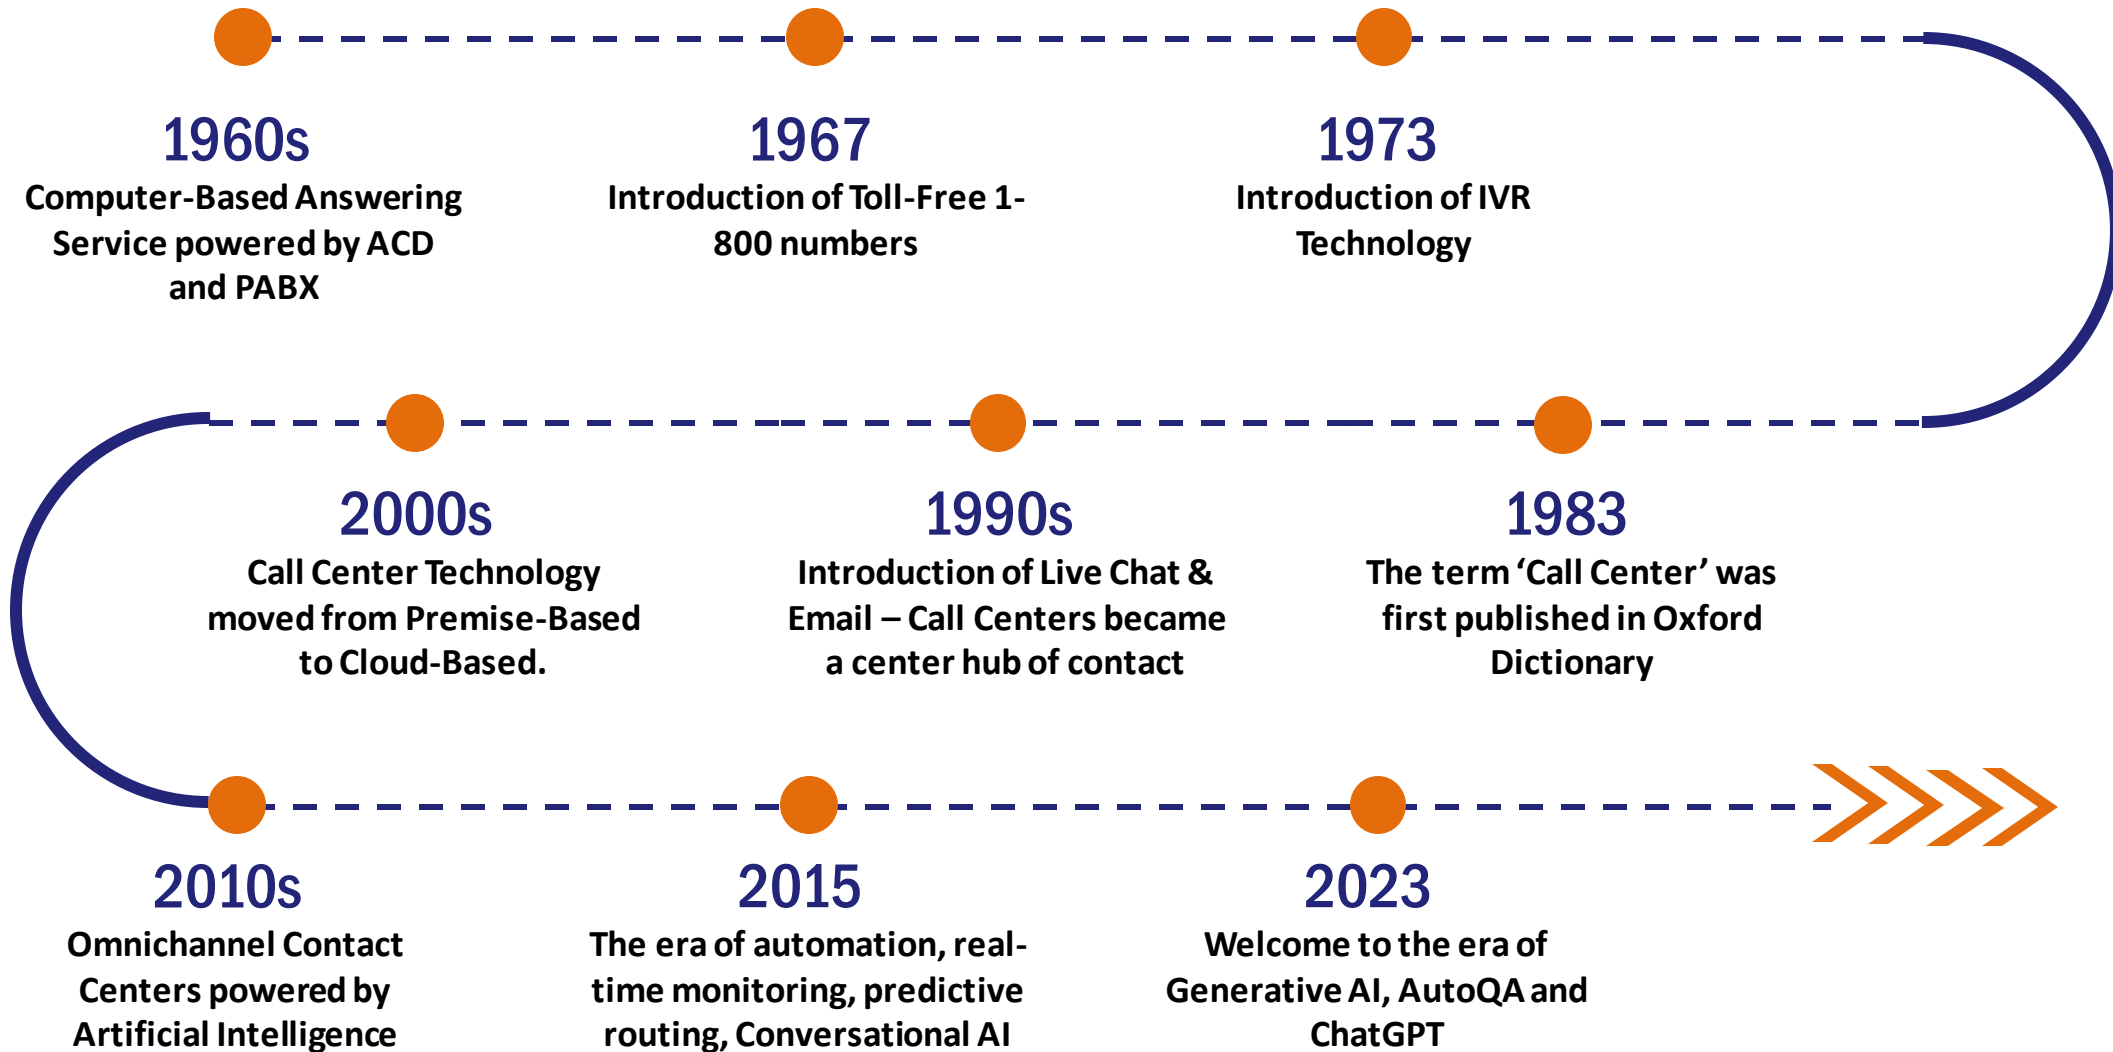 1960s
Computer-Based Answering
Service powered by ACD
and PABX
1967
Introduction of Toll-Free 1-
800 numbers
1973
Introduction of IVR
Technology
2000s
Call Center Technology
moved from Premise-Based
to Cloud-Based.
1990s
Introduction of Live Chat &
Email – Call Centers became
a center hub of contact
1983
The term ‘Call Center’ was
first published in Oxford
Dictionary
2010s
Omnichannel Contact
Centers powered by
Artificial Intelligence
2015
The era of automation, real-
time monitoring, predictive
routing, Conversational AI
2023
Welcome to the era of
Generative AI, AutoQA and
ChatGPT